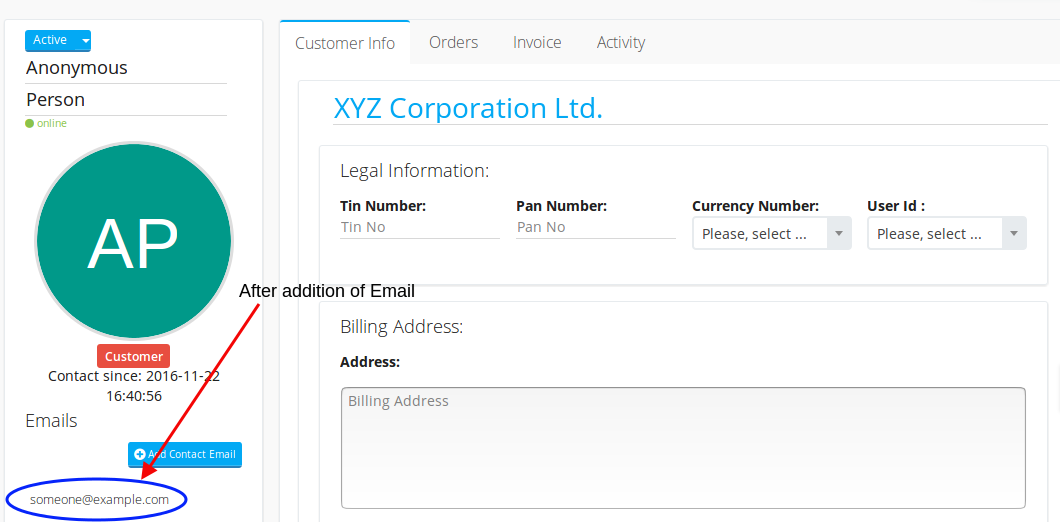 Active
Anonymous
Person
online
AP
Customer
Contact since: 2016-11-22
16:40:56
Emails
Add Contact Email
someone@example.com
After addition of Email
Customer Info Orders Invoice Activity
XYZ Corporation Ltd.
Legal Information:
Tin Number: Pan Number: Currency Number: User Id :
Tin No Pan No Please, select ... Please, select ...
Billing Address:
Address:
Billing Address